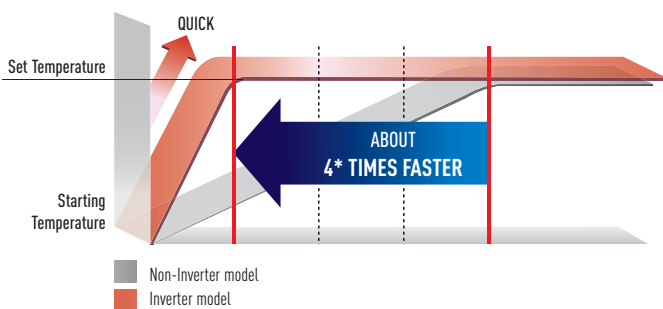 QUICK
Set Temperature
ABOUT
4* TIMES FASTER
Starting
Temperature
Non-Inverter model
Inverter model